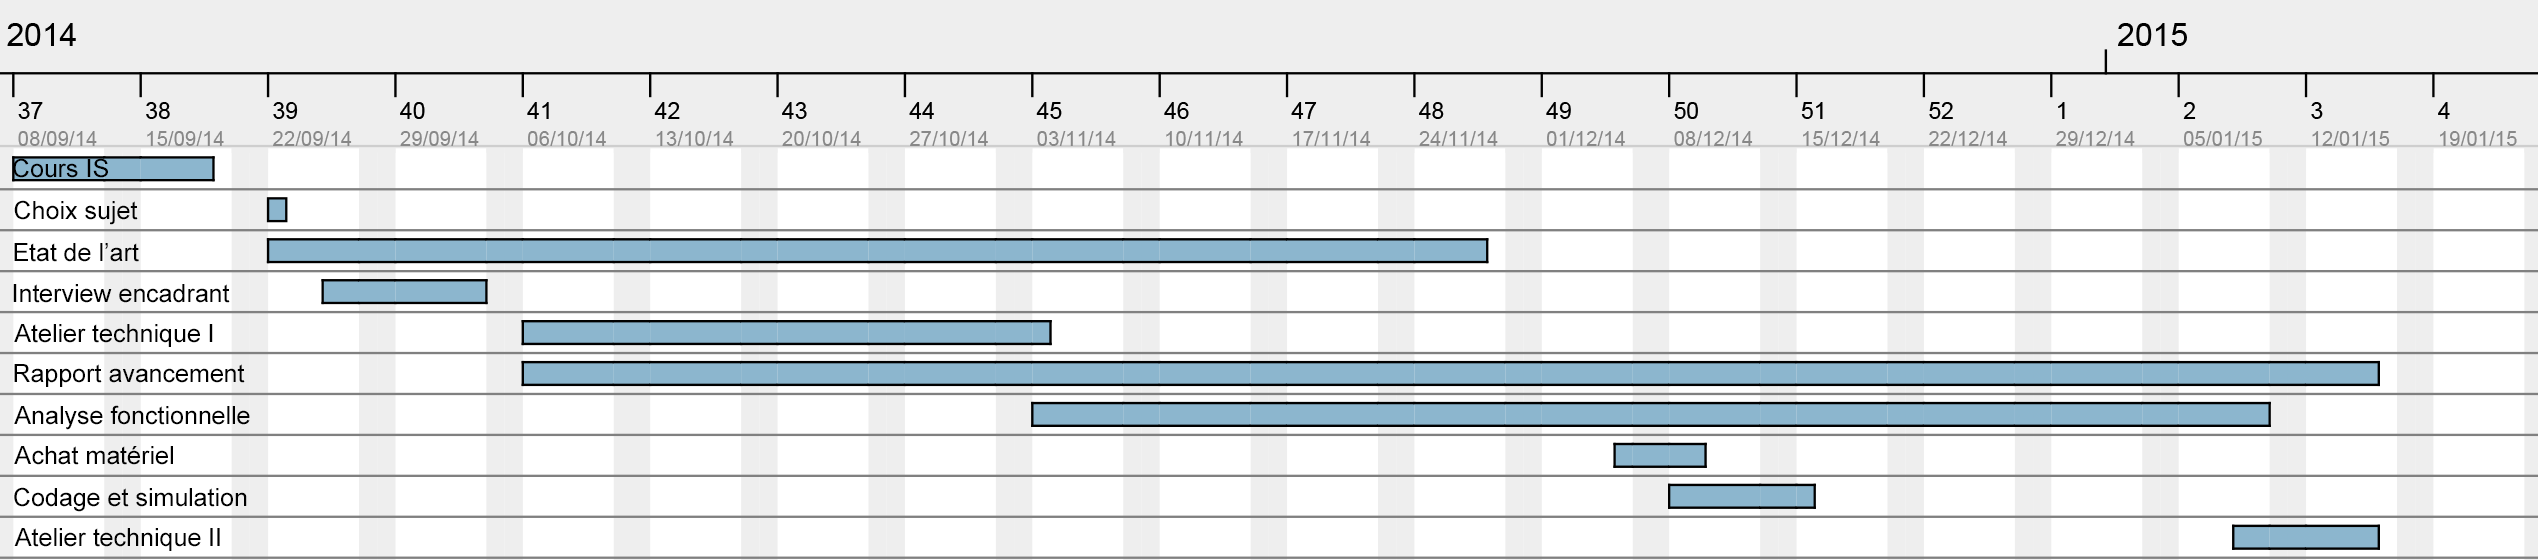 2014 2015
37 38 39 40 41 42 43 44 45 46 47 48 49 50 51 52 1 2 3 4
08/09/14 15/09/14 22/09/14 29/09/14 06/10/14 13/10/14 20/10/14 27/10/14 03/11/14 10/11/14 17/11/14 24/11/14 01/12/14 08/12/14 15/12/14 22/12/14 29/12/14 05/01/15 12/01/15 19/01/15
Cours IS
Choix sujet
Etat de l’art
Interview encadrant
Atelier technique I
Rapport avancement
Analyse fonctionnelle
Achat matériel
Codage et simulation
Atelier technique II